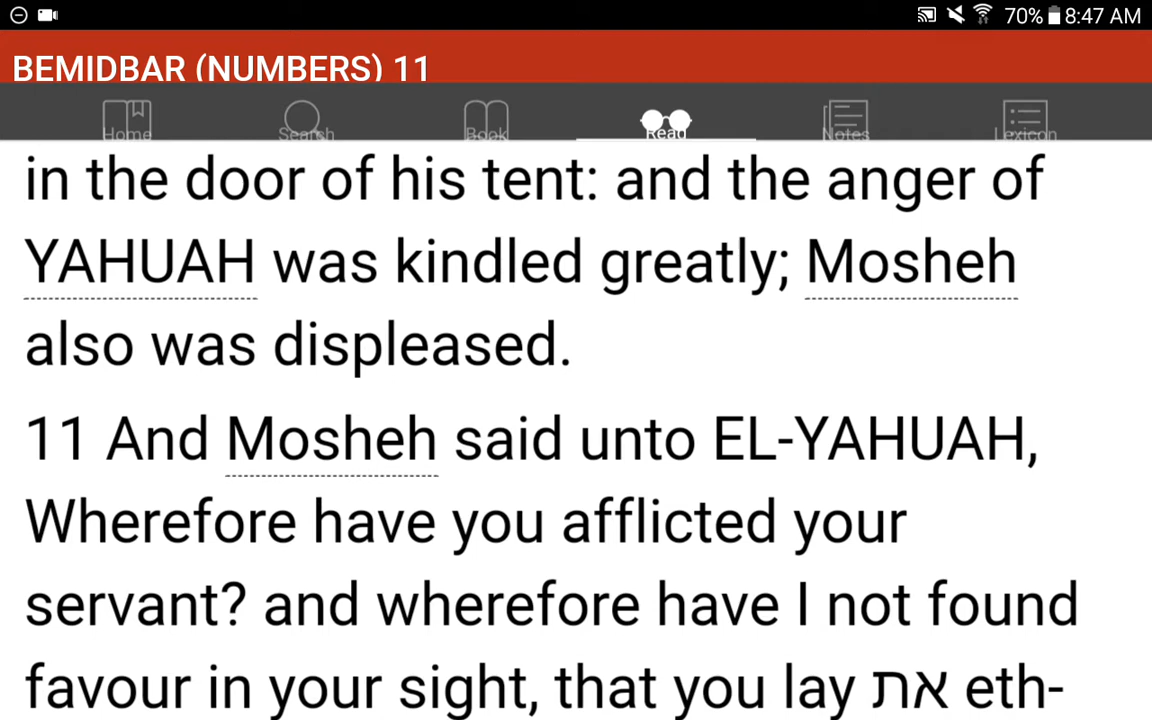 70% 8:47 AM
BEMIDBAR (NUMBERS) 11
Home Search Book Read Notes Lexicon
in the door of his tent: and the anger of
YAHUAH was kindled greatly; Mosheh
also was displeased.
11 And Mosheh said unto EL-YAHUAH,
Wherefore have you afflicted your
servant? and wherefore have I not found
favour in your sight, that you lay את eth-